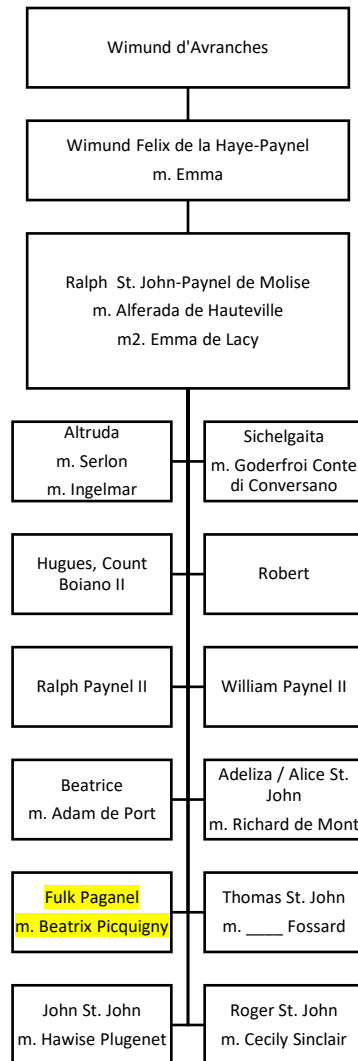 Wimund d'Avranches
Wimund Felix de la Haye-Paynel
m. Emma
Ralph St. John-Paynel de Molise
m. Alferada de Hauteville
m2. Emma de Lacy
Altruda
m. Serlon
m. Ingelmar
Sichelgaita
m. Goderfroi Conte
di Conversano
Hugues, Count
Boiano II
Robert
Ralph Paynel II
William Paynel II
Beatrice
m. Adam de Port
Adeliza / Alice St.
John
m. Richard de Mont
Fulk Paganel
m. Beatrix Picquigny
Thomas St. John
m. ____ Fossard
John St. John
m. Hawise Plugenet
Roger St. John
m. Cecily Sinclair